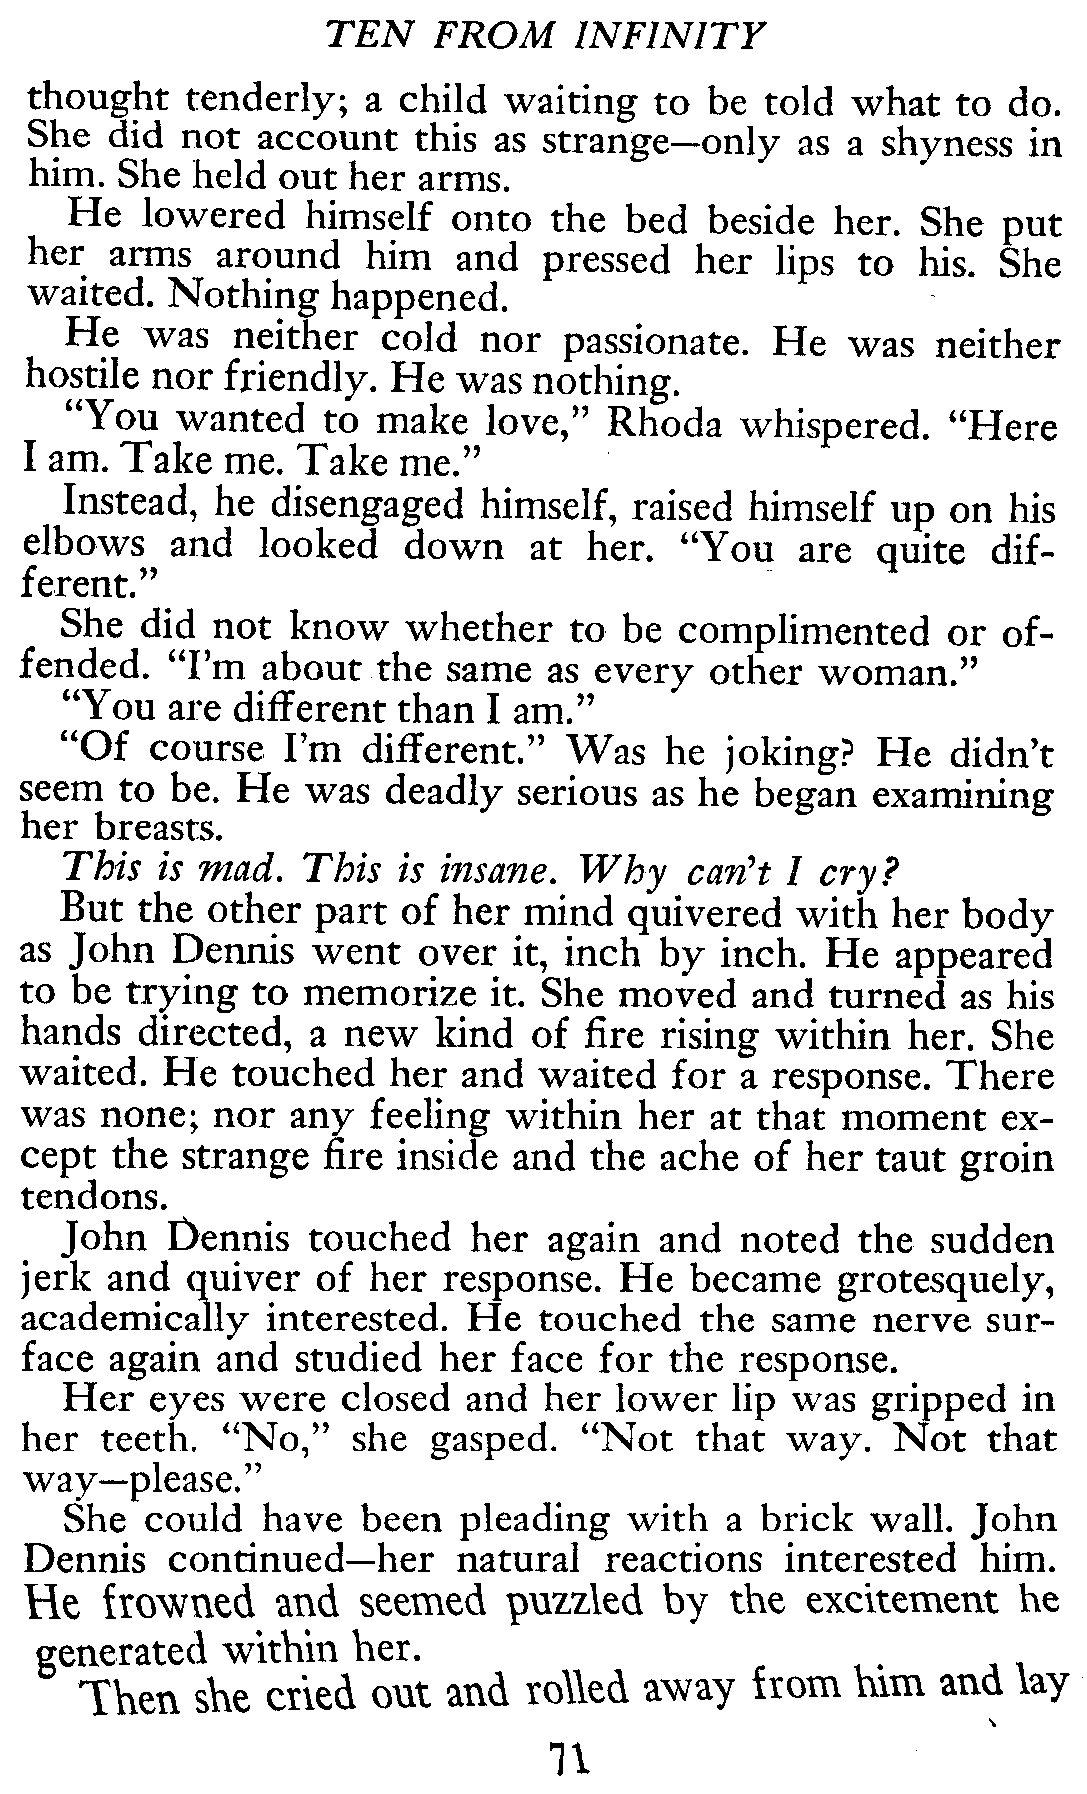 TEN FROM INFINITY
thought tenderly; a child waiting to be told what to do.
She did not account this as strange—only as a shyness in
him. She held out her arms.
He lowered himself onto the bed beside her. She put
her arms around him and pressed her lips to his. She
waited. Nothing happened.
He was neither cold nor passionate. He was neither
hostile nor friendly. He was nothing.
“You wanted to make love,” Rhoda whispered. “Here
I am. Take me. Take me.”
Instead, he disengaged himself, raised himself up on his
elbows and looked down at her. “You are quite dif-
ferent.”
She did not know whether to be complimented or of-
fended. “I’m about the same as every other woman.”
“You are different than I am.”
“Of course I’m different.” Was he joking? He didn’t
seem to be. He was deadly serious as he began examining
her breasts.
This is mad. This is insane. Why can’t I cry?
But the other part of her mind quivered with her body
as John Dennis went over it, inch by inch. He appeared
to be trying to memorize it. She moved and turned as his
hands directed, a new kind of fire rising within her. She
waited. He touched her and waited for a response. There
was none; nor any feeling within her at that moment ex-
cept the strange fire inside and the ache of her taut groin
tendons.
John Dennis touched her again and noted the sudden
jerk and quiver of her response. He became grotesquely,
academically interested. He touched the same nerve sur-
face again and studied her face for the response.
Her eyes were closed and her lower lip was gripped in
her teeth. “No,” she gasped. “Not that way. Not that
way—please.”
She could have been pleading with a brick wall. John
Dennis continued—her natural reactions interested him.
He frowned and seemed puzzled by the excitement he
generated within her.
Then she cried out and rolled away from him and lay
71